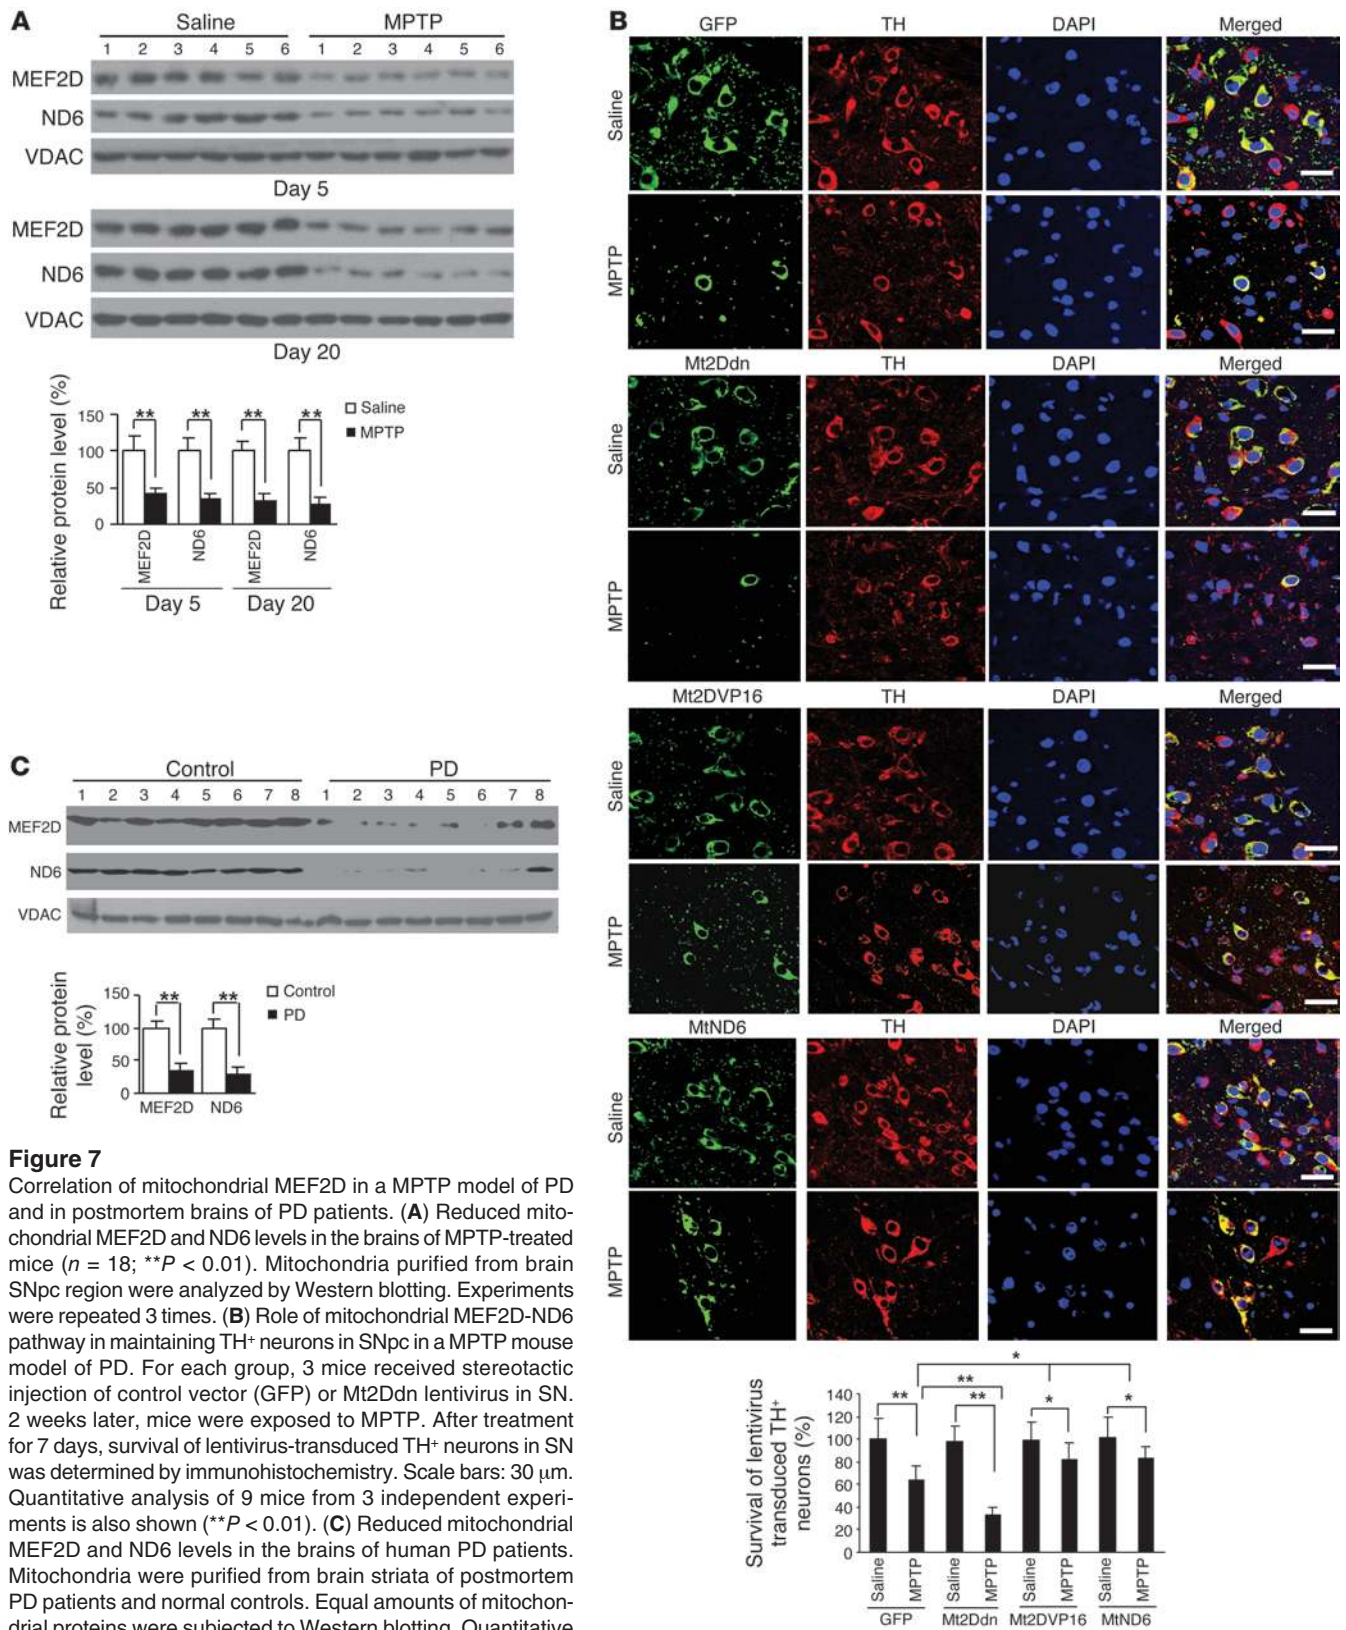 A
Saline MPTP
1 2 3 4 5 6 1 2 3 4 5 6
MEF2D
ND6
VDAC
Day 5
MEF2D
ND6
VDAC
Day 20
Relative protein level (%)
150
100
50
0
** ** ** **
Saline
MPTP
MEF2D ND6 MEF2D ND6
Day 5 Day 20
C
Control PD
1 2 3 4 5 6 7 8 1 2 3 4 5 6 7 8
MEF2D
ND6
VDAC
Relative protein
level (%)
150
100
50
0
** **
Control
PD
MEF2D ND6
Figure 7
Correlation of mitochondrial MEF2D in a MPTP model of PD
and in postmortem brains of PD patients. (A) Reduced mito-
chondrial MEF2D and ND6 levels in the brains of MPTP-treated
mice (n = 18; **P < 0.01). Mitochondria purified from brain
SNpc region were analyzed by Western blotting. Experiments
were repeated 3 times. (B) Role of mitochondrial MEF2D-ND6
pathway in maintaining TH+ neurons in SNpc in a MPTP mouse
model of PD. For each group, 3 mice received stereotactic
injection of control vector (GFP) or Mt2Ddn lentivirus in SN.
2 weeks later, mice were exposed to MPTP. After treatment
for 7 days, survival of lentivirus-transduced TH+ neurons in SN
was determined by immunohistochemistry. Scale bars: 30 μm.
Quantitative analysis of 9 mice from 3 independent experi-
ments is also shown (**P < 0.01). (C) Reduced mitochondrial
MEF2D and ND6 levels in the brains of human PD patients.
Mitochondria were purified from brain striata of postmortem
PD patients and normal controls. Equal amounts of mitochon-
drial proteins were subjected to Western blotting. Quantitative
B
GFP TH DAPI Merged
Saline
MPTP
Mt2Ddn TH DAPI Merged
Saline
MPTP
Mt2DVP16 TH DAPI Merged
Saline
MPTP
MtND6 TH DAPI Merged
Saline
MPTP
Survival of lentivirus
transduced TH+
neurons (%)
140
120
100
80
60
40
20
0
*
**
** ** * *
Saline MPTP Saline MPTP Saline MPTP Saline MPTP
GFP Mt2Ddn Mt2DVP16 MtND6